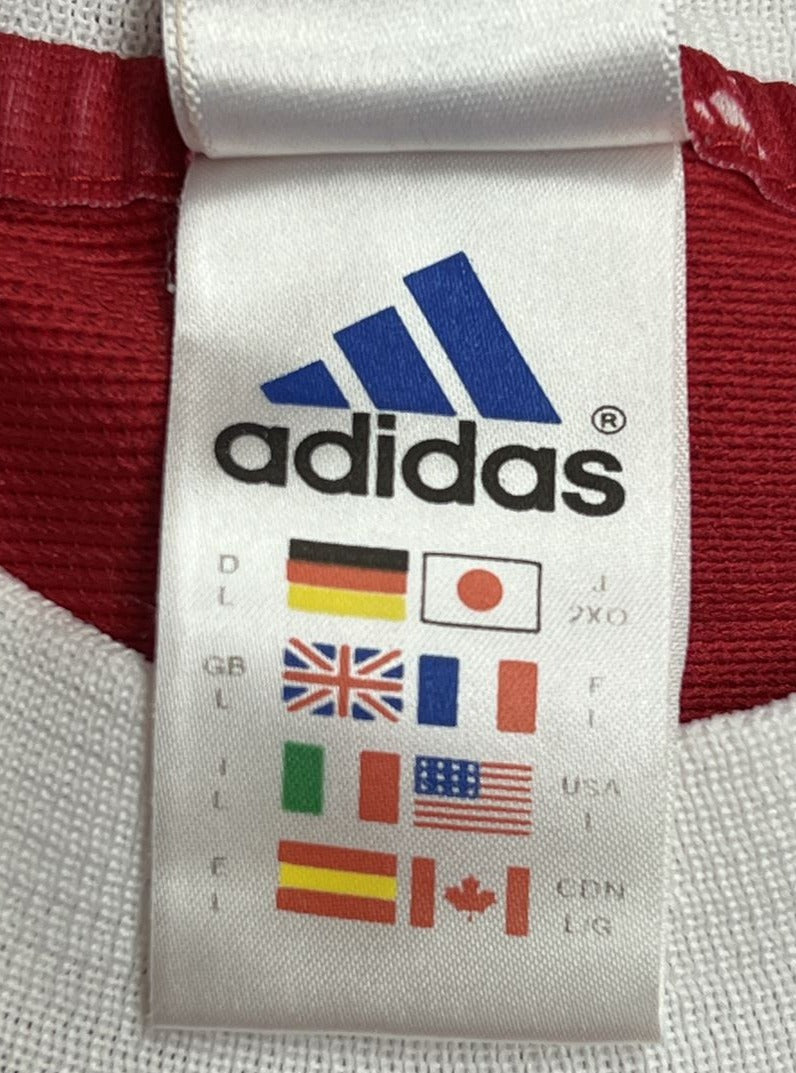 adidas ®
D J
L 2XO
GB F
L
I USA
L
CDN
L/G